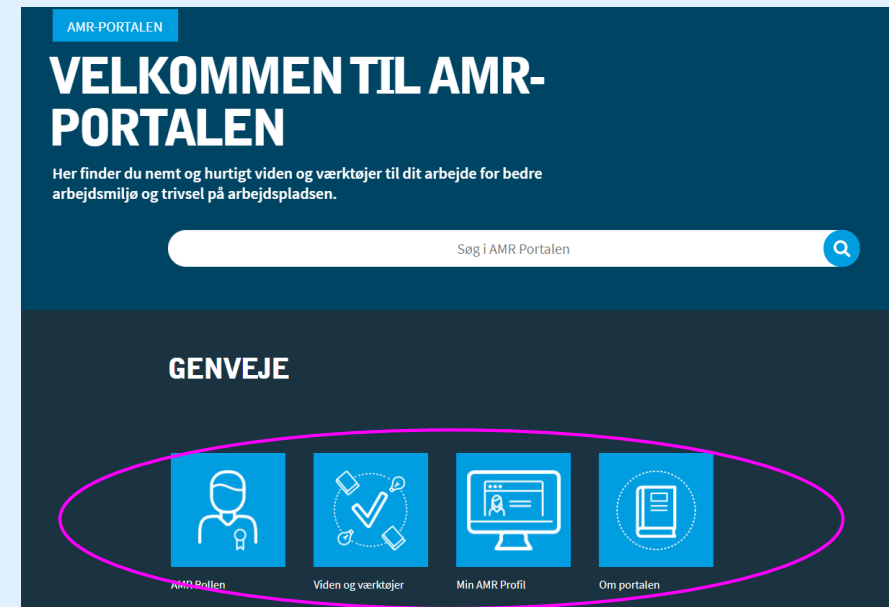 AMR-PORTALEN
VELKOMMEN TIL AMR-
PORTALEN
Her finder du nemt og hurtigt viden og værktøjer til dit arbejde for bedre
arbejdsmiljø og trivsel på arbejdspladsen.
Søg i AMR Portalen
GENVEJE
AMR Rollen
Viden og værktøjer
Min AMR Profil
Om portalen